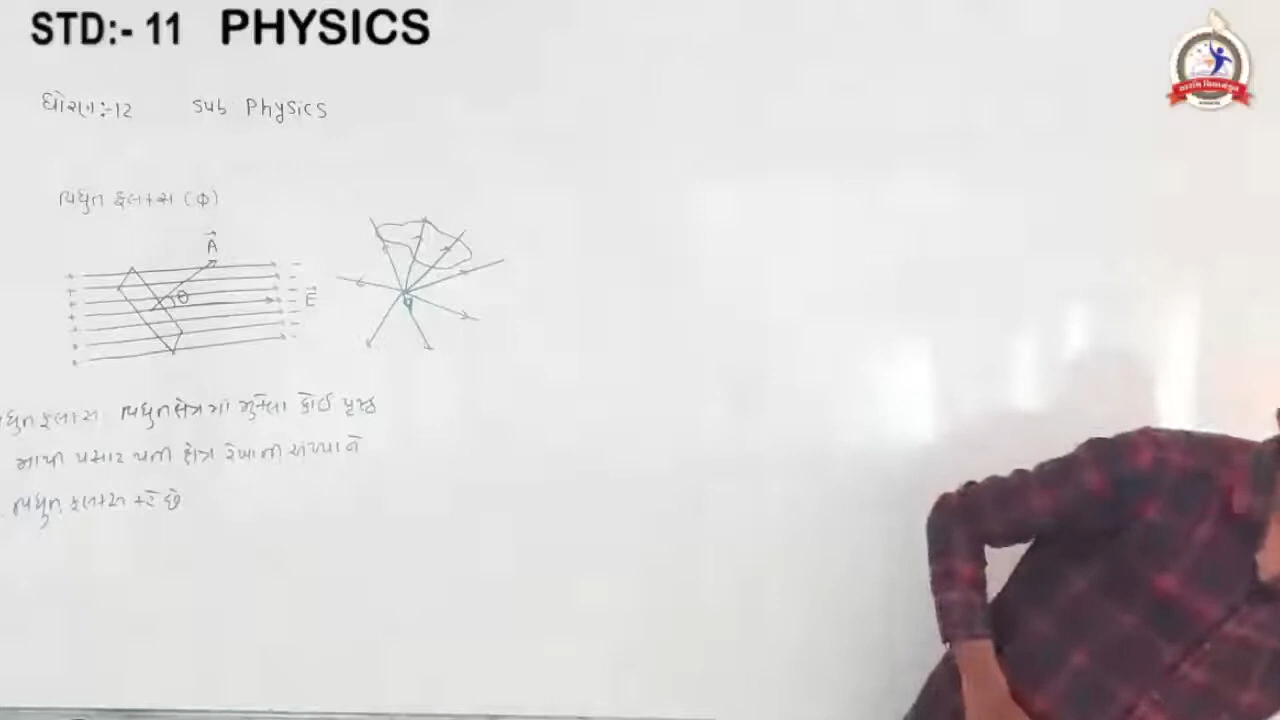 STD:- 11 PHYSICS
ધોરણ:-12 Sub Physics
વિદ્યુત ફ્લક્સ (Φ)
A
θ
E
વિદ્યુત ફ્લક્સ વિદ્યુતક્ષેત્રમાં મુકેલા કોઈ પૃષ્ઠ
માંથી પસાર થતી ક્ષેત્ર રેખાની સંખ્યાને
વિદ્યુત ફ્લક્સ કહે છે